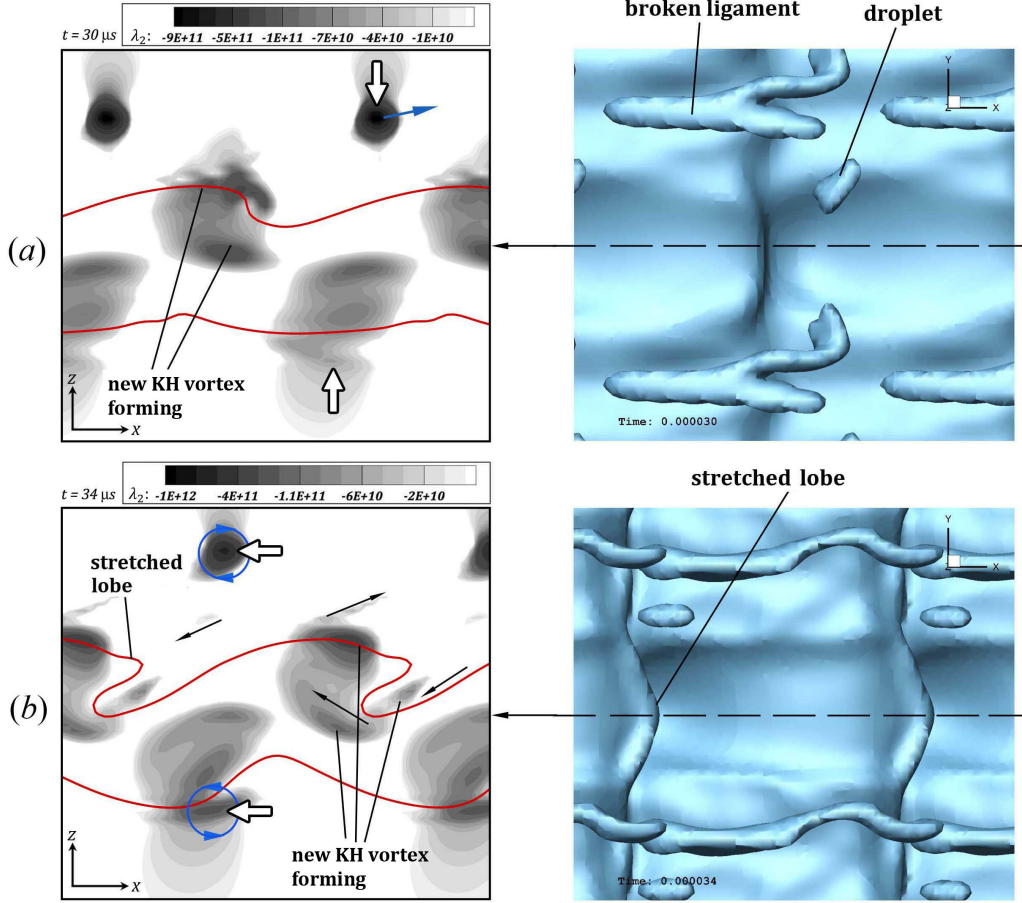 t = 30 μs
λ₂: -9E+11 -5E+11 -1E+11 -7E+10 -4E+10 -1E+10
broken ligament
droplet
Y
Z X
(a)
new KH vortex
forming
Z
X
Time: 0.000030
t = 34 μs
λ₂: -1E+12 -4E+11 -1.1E+11 -6E+10 -2E+10
stretched lobe
Y
Z X
stretched
lobe
(b)
new KH vortex
forming
Z
X
Time: 0.000034